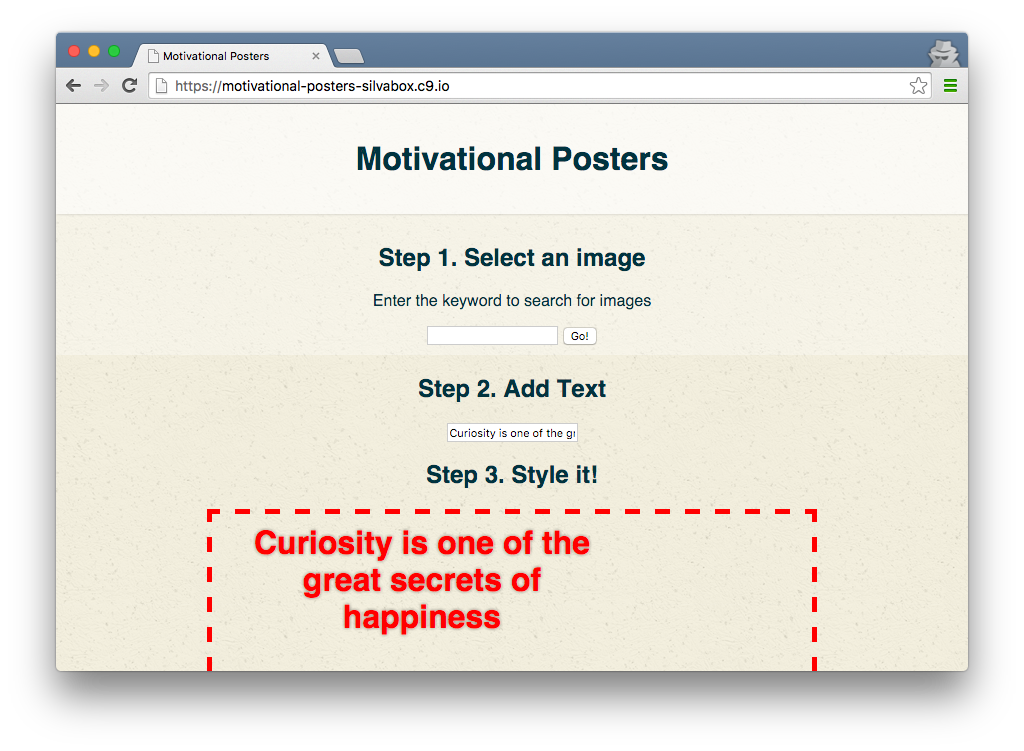 Motivational Posters
https://motivational-posters-silvabox.c9.io
Motivational Posters
Step 1. Select an image
Enter the keyword to search for images
Go!
Step 2. Add Text
Curiosity is one of the gr
Step 3. Style it!
Curiosity is one of the
great secrets of
happiness